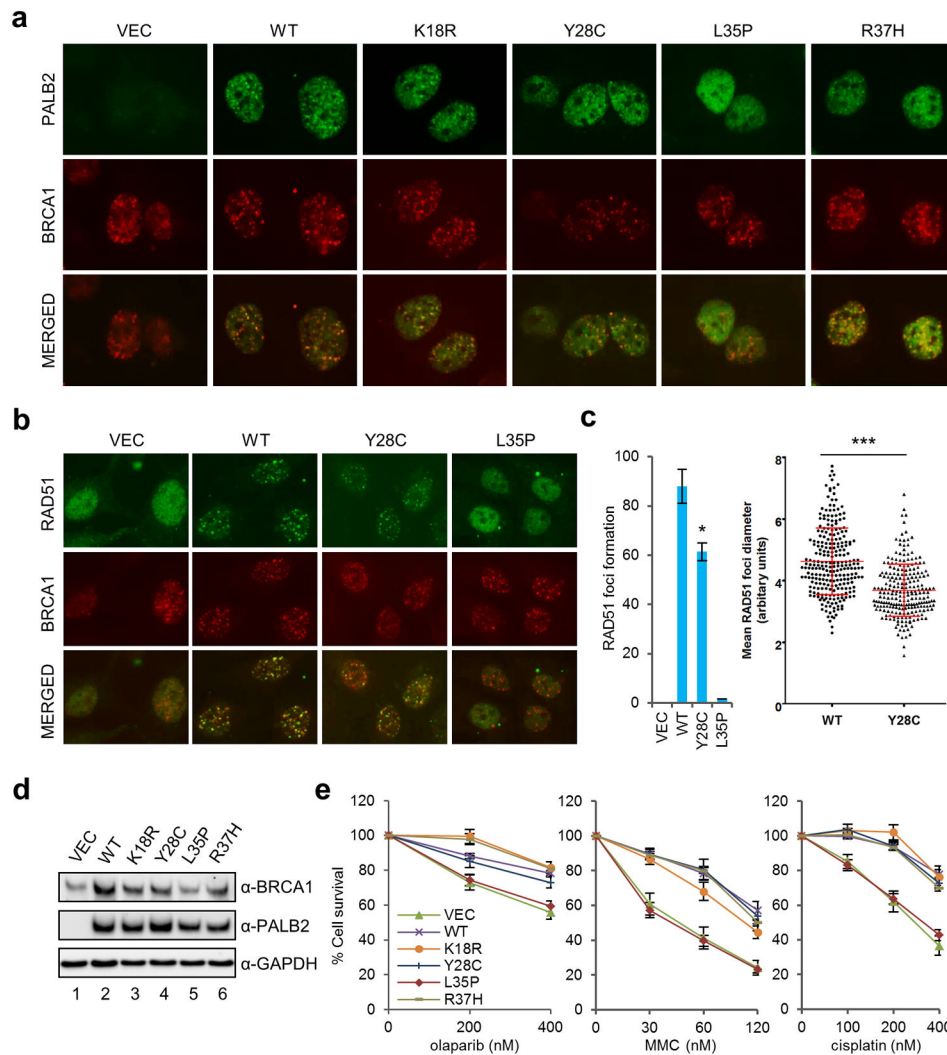 a
VEC WT K18R Y28C L35P R37H
PALB2
BRCA1
MERGED
b
VEC WT Y28C L35P
RAD51
BRCA1
MERGED
c
RAD51 foci formation
100
80
60
40
20
0
*
VEC
WT
Y28C
L35P
***
Mean RAD51 foci diameter
(arbitary units)
8
6
4
2
0
WT Y28C
d
VEC
WT
K18R
Y28C
L35P
R37H
α-BRCA1
α-PALB2
α-GAPDH
1 2 3 4 5 6
e
% Cell survival
120
100
80
60
40
20
0
VEC
WT
K18R
Y28C
L35P
R37H
0 200 400
olaparib (nM)
120
100
80
60
40
20
0
0 30 60 120
MMC (nM)
120
100
80
60
40
20
0
0 100 200 400
cisplatin (nM)